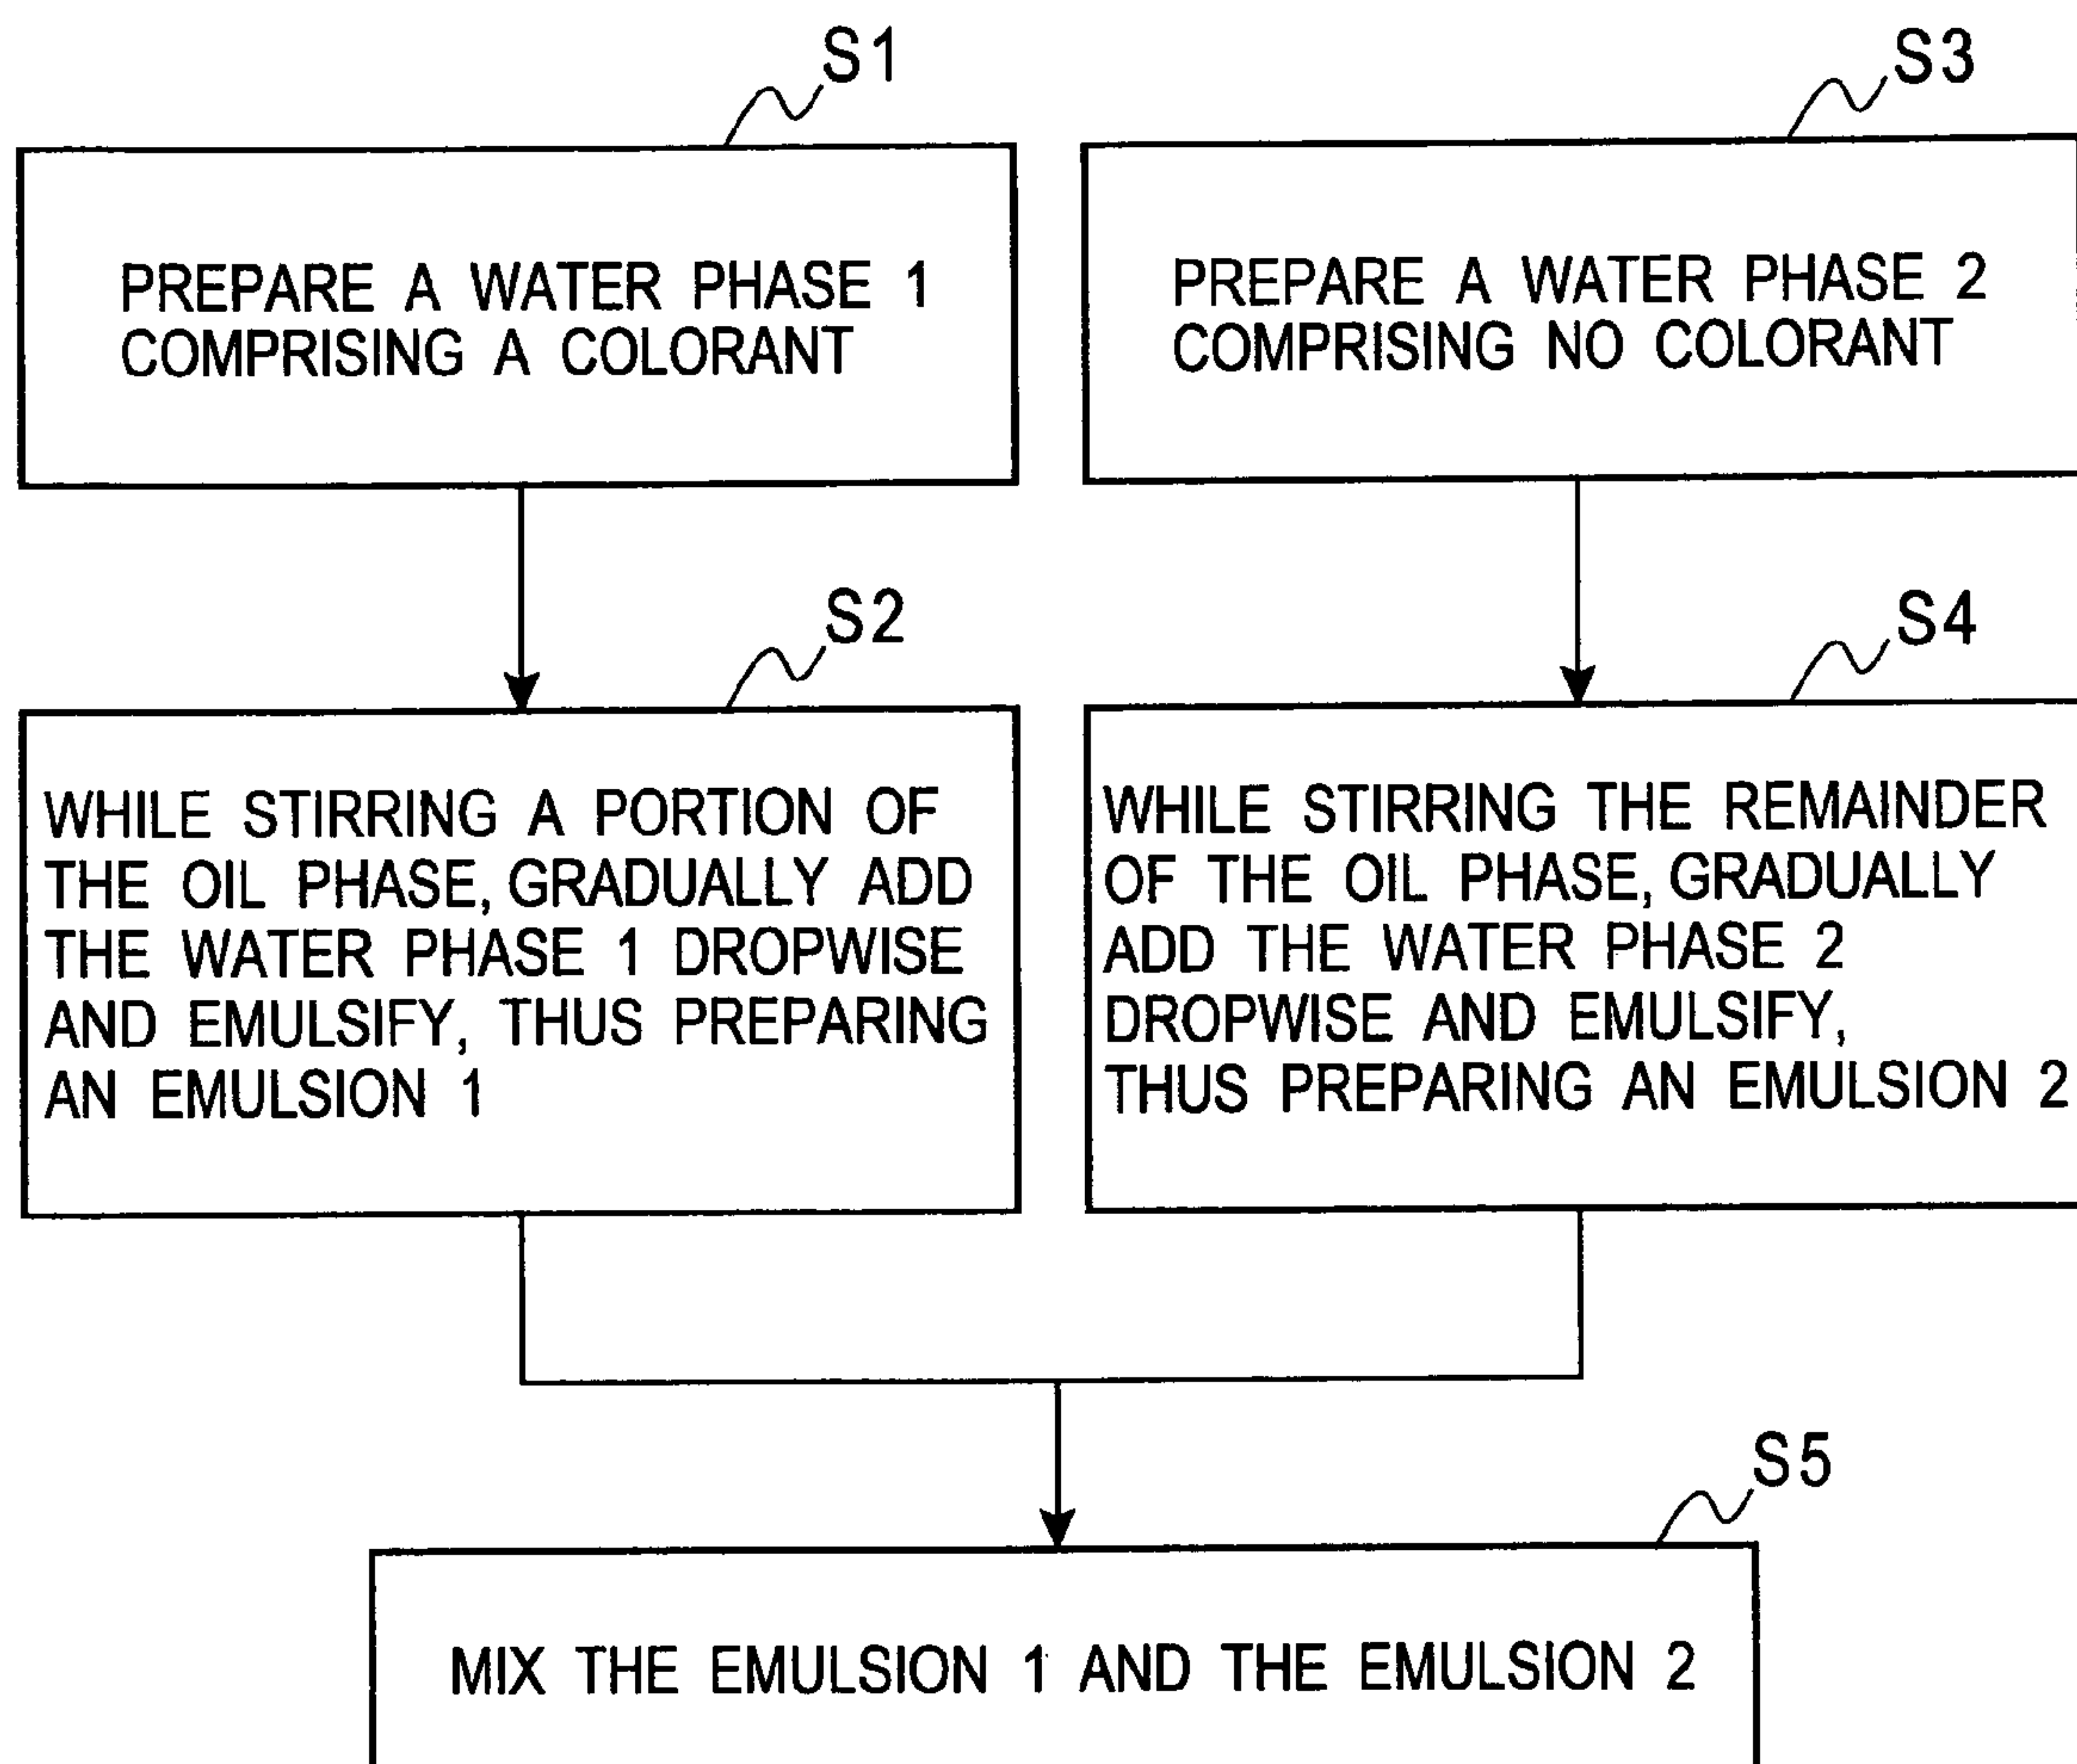 S1
PREPARE A WATER PHASE 1
COMPRISING A COLORANT
S3
PREPARE A WATER PHASE 2
COMPRISING NO COLORANT
S2
WHILE STIRRING A PORTION OF
THE OIL PHASE, GRADUALLY ADD
THE WATER PHASE 1 DROPWISE
AND EMULSIFY, THUS PREPARING
AN EMULSION 1
S4
WHILE STIRRING THE REMAINDER
OF THE OIL PHASE, GRADUALLY
ADD THE WATER PHASE 2
DROPWISE AND EMULSIFY,
THUS PREPARING AN EMULSION 2
S5
MIX THE EMULSION 1 AND THE EMULSION 2